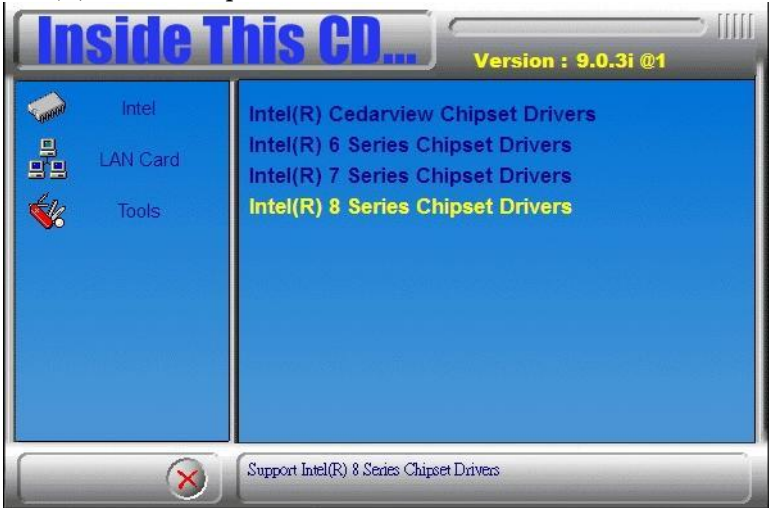 Inside This CD...
Version : 9.0.3i @1
Intel
LAN Card
Tools
Intel(R) Cedarview Chipset Drivers
Intel(R) 6 Series Chipset Drivers
Intel(R) 7 Series Chipset Drivers
Intel(R) 8 Series Chipset Drivers
Support Intel(R) 8 Series Chipset Drivers